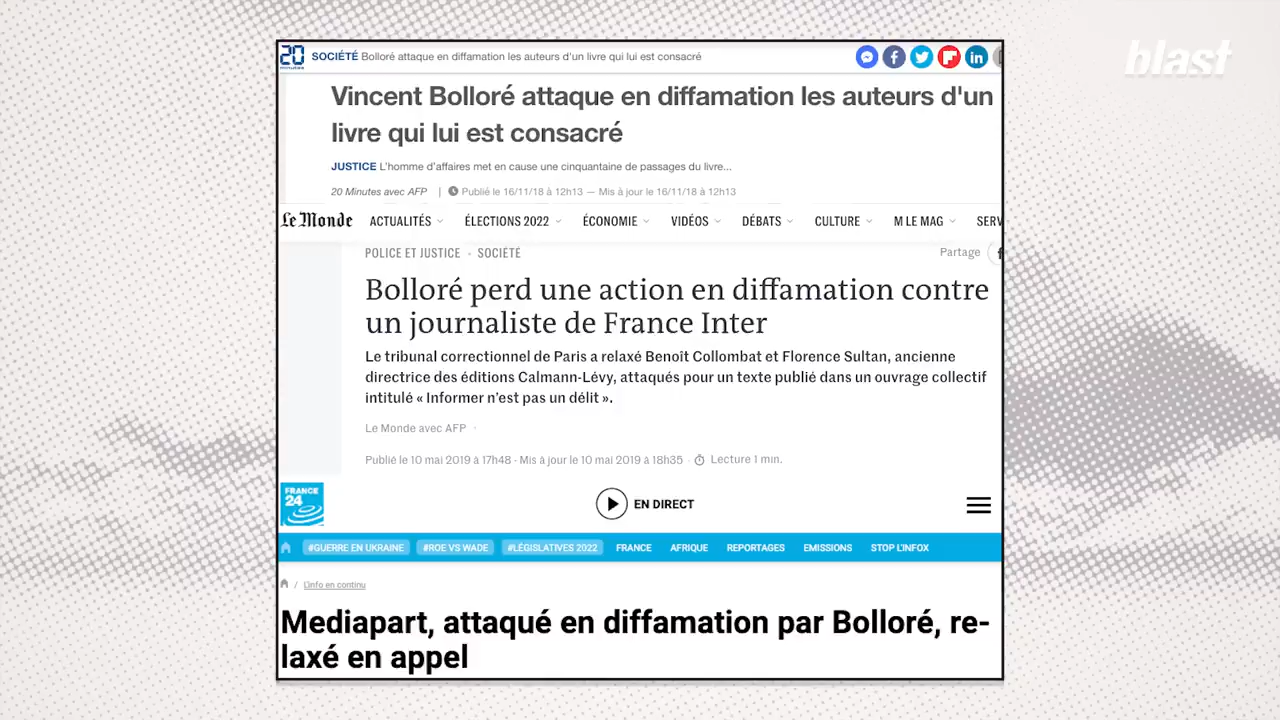 20 minutes SOCIÉTÉ Bolloré attaque en diffamation les auteurs d'un livre qui lui est consacré
blast
Vincent Bolloré attaque en diffamation les auteurs d'un
livre qui lui est consacré
JUSTICE L'homme d'affaires met en cause une cinquantaine de passages du livre...
20 Minutes avec AFP | Publié le 16/11/18 à 12h13 — Mis à jour le 16/11/18 à 12h13
Le Monde ACTUALITÉS ÉLECTIONS 2022 ÉCONOMIE VIDÉOS DÉBATS CULTURE M LE MAG SERV
POLICE ET JUSTICE • SOCIÉTÉ Partage
Bolloré perd une action en diffamation contre
un journaliste de France Inter
Le tribunal correctionnel de Paris a relaxé Benoît Collombat et Florence Sultan, ancienne
directrice des éditions Calmann-Lévy, attaqués pour un texte publié dans un ouvrage collectif
intitulé « Informer n'est pas un délit ».
Le Monde avec AFP
Publié le 10 mai 2019 à 17h48 - Mis à jour le 10 mai 2019 à 18h35 · Lecture 1 min.
FRANCE 24 EN DIRECT
#GUERRE EN UKRAINE #ROE VS WADE #LÉGISLATIVES 2022 FRANCE AFRIQUE REPORTAGES EMISSIONS STOP L'INFOX
/ L'info en continu
Mediapart, attaqué en diffamation par Bolloré, re-
laxé en appel